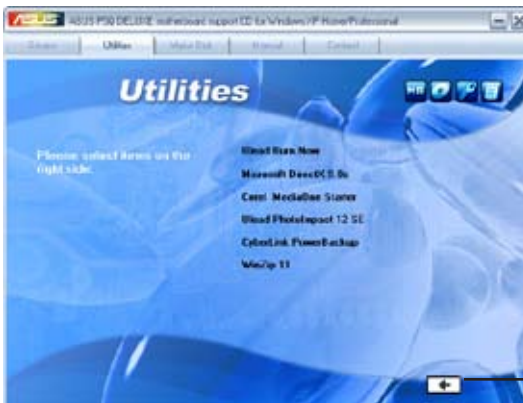 ASUS P5Q DELUXE motherboard support CD for Windows XP Home/Professional
Drivers Utilities Make Disk Manual Contact
Utilities
Please select items on the
right side.
Ulead Burn Now
Microsoft DirectX 9.0c
Corel MediaOne Starter
Ulead PhotoImpact 12 SE
CyberLink PowerBackup
WinZip 11